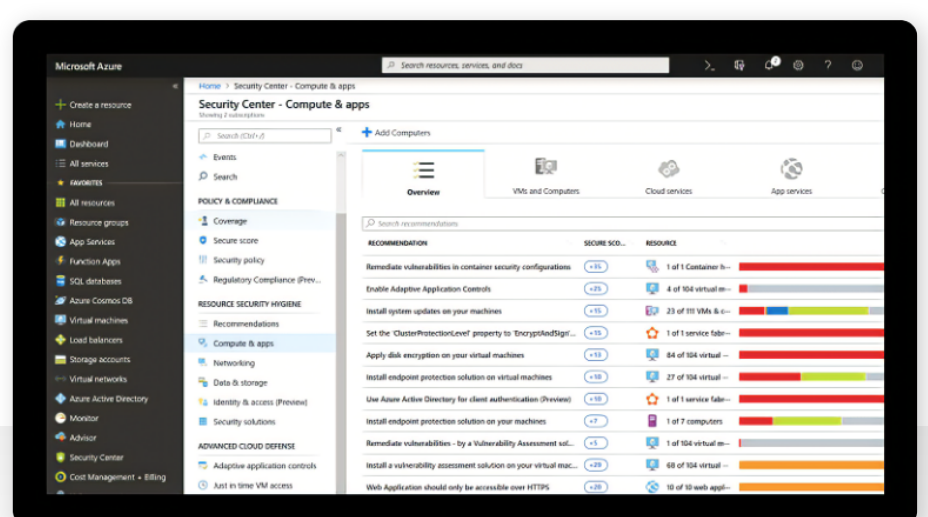 Microsoft Azure
Search resources, services, and docs
Create a resource
Home
Dashboard
All services
FAVORITES
All resources
Resource groups
App Services
Function Apps
SQL databases
Azure Cosmos DB
Virtual machines
Load balancers
Storage accounts
Virtual networks
Azure Active Directory
Monitor
Advisor
Security Center
Cost Management + Billing
Home > Security Center - Compute & apps
Security Center - Compute & apps
Showing 2 subscriptions
Search (Ctrl+/)
Events
Search
POLICY & COMPLIANCE
Coverage
Secure score
Security policy
Regulatory Compliance (Prev...
RESOURCE SECURITY HYGIENE
Recommendations
Compute & apps
Networking
Data & storage
Identity & access (Preview)
Security solutions
ADVANCED CLOUD DEFENSE
Adaptive application controls
Just in time VM access
Add Computers
Overview VMs and Computers Cloud services App services
Search recommendations
RECOMMENDATION SECURE SCO... RESOURCE
Remediate vulnerabilities in container security configurations +35 1 of 1 Container h...
Enable Adaptive Application Controls +25 4 of 104 virtual m...
Install system updates on your machines +15 23 of 111 VMs & c...
Set the 'ClusterProtectionLevel' property to 'EncryptAndSign'... +15 1 of 1 service fabr...
Apply disk encryption on your virtual machines +13 84 of 104 virtual ...
Install endpoint protection solution on virtual machines +10 27 of 104 virtual ...
Use Azure Active Directory for client authentication (Preview) +10 1 of 1 service fabr...
Install endpoint protection solution on your machines +7 1 of 7 computers
Remediate vulnerabilities - by a Vulnerability Assessment sol... +5 1 of 104 virtual m...
Install a vulnerability assessment solution on your virtual mac... +20 68 of 104 virtual ...
Web Application should only be accessible over HTTPS +20 10 of 10 web appl...